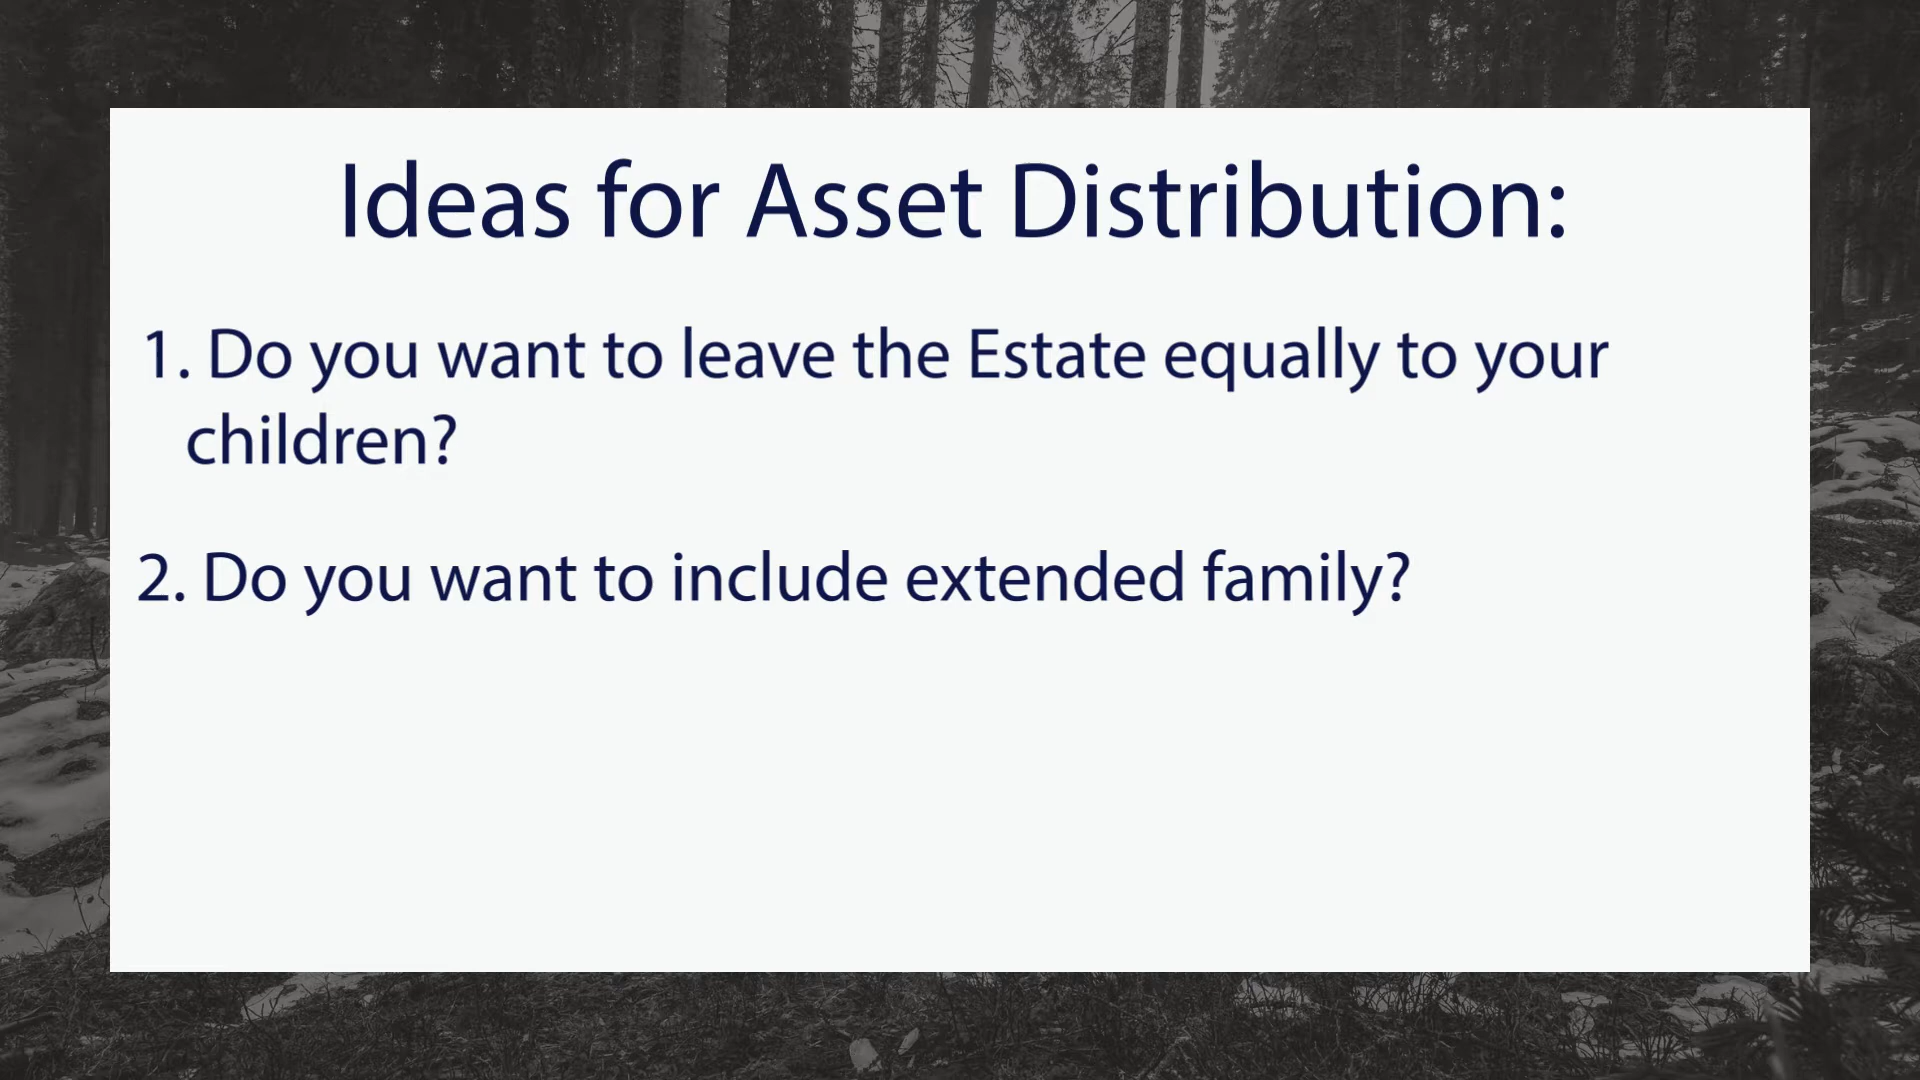 Ideas for Asset Distribution:
1. Do you want to leave the Estate equally to your
children?
2. Do you want to include extended family?